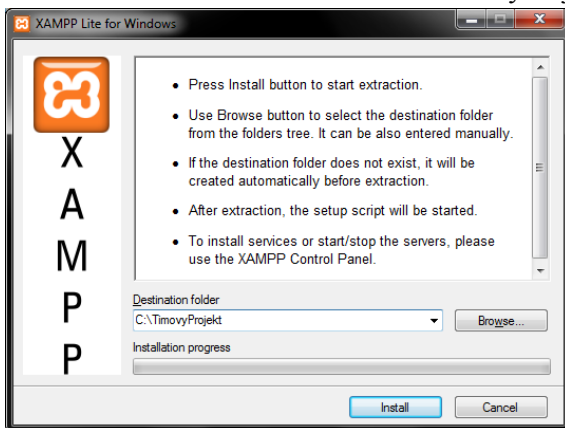 XAMPP Lite for Windows
X
A
M
P
P
• Press Install button to start extraction.
• Use Browse button to select the destination folder
from the folders tree. It can be also entered manually.
• If the destination folder does not exist, it will be
created automatically before extraction.
• After extraction, the setup script will be started.
• To install services or start/stop the servers, please
use the XAMPP Control Panel.
Destination folder
C:\TimovyProjekt
Browse...
Installation progress
Install
Cancel